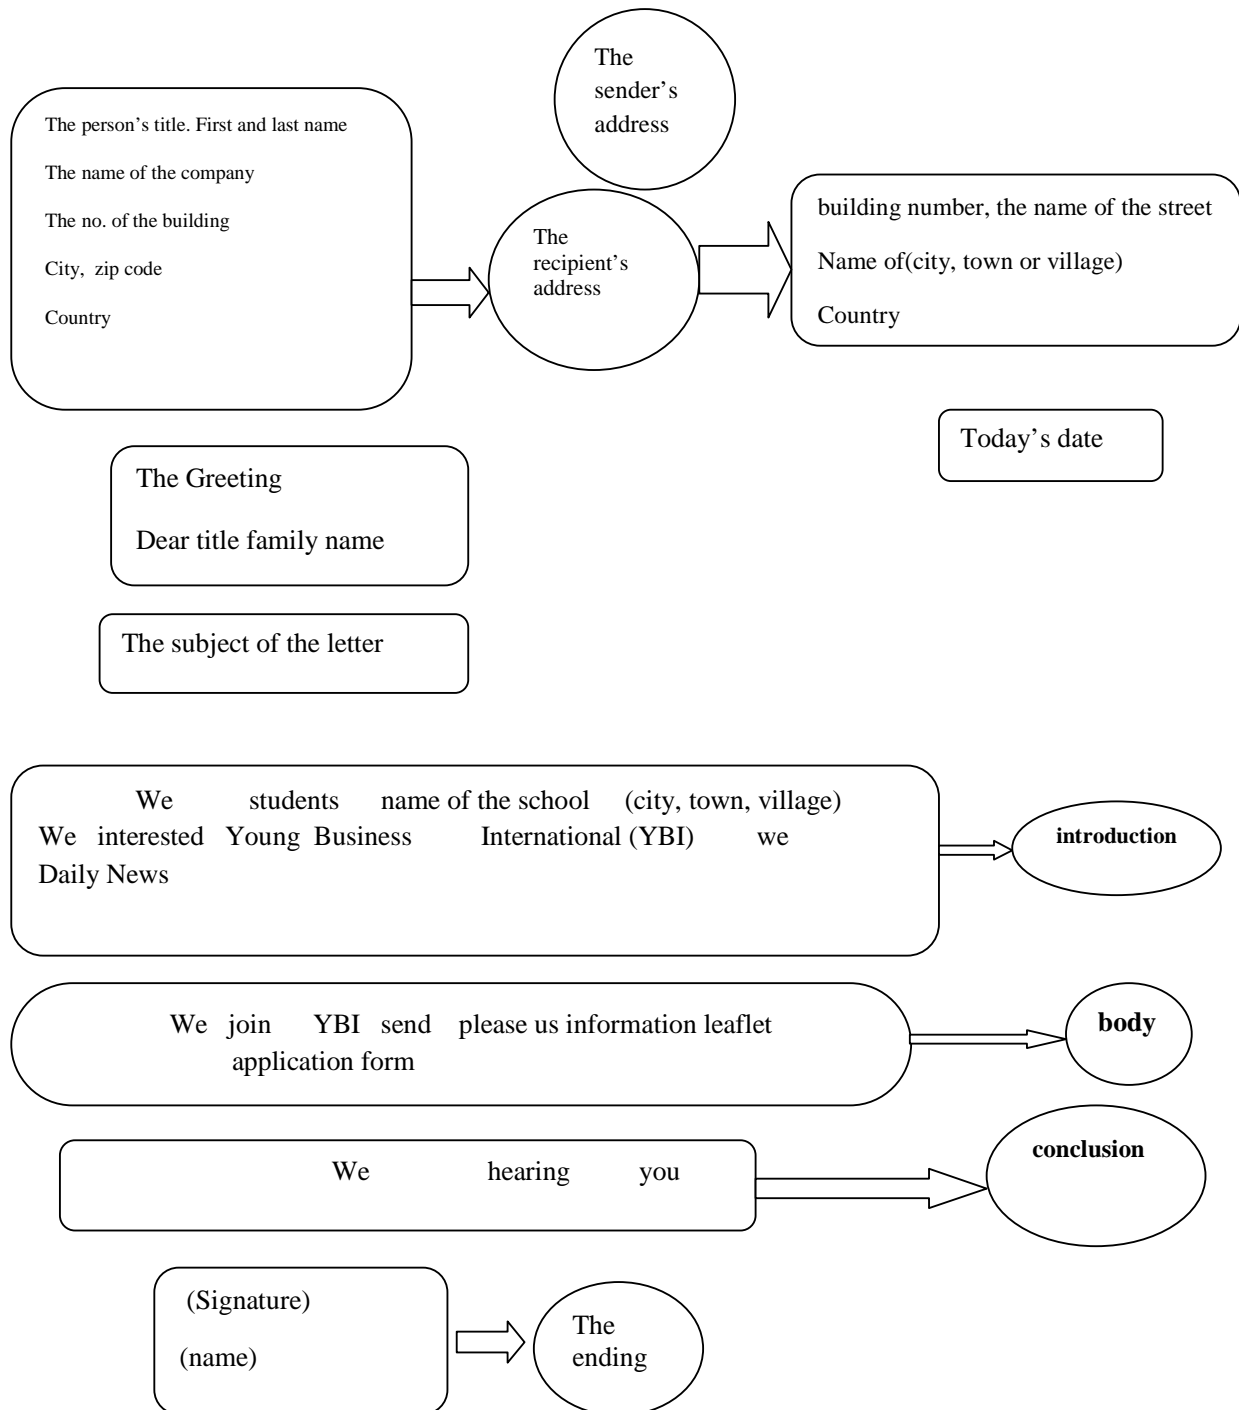 The
sender’s
address
The person’s title. First and last name
The name of the company
The no. of the building
City, zip code
Country
The
recipient’s
address
building number, the name of the street
Name of(city, town or village)
Country
Today’s date
The Greeting
Dear title family name
The subject of the letter
We students name of the school (city, town, village)
We interested Young Business International (YBI) we
Daily News
introduction
We join YBI send please us information leaflet
application form
body
We hearing you
conclusion
(Signature)
(name)
The
ending